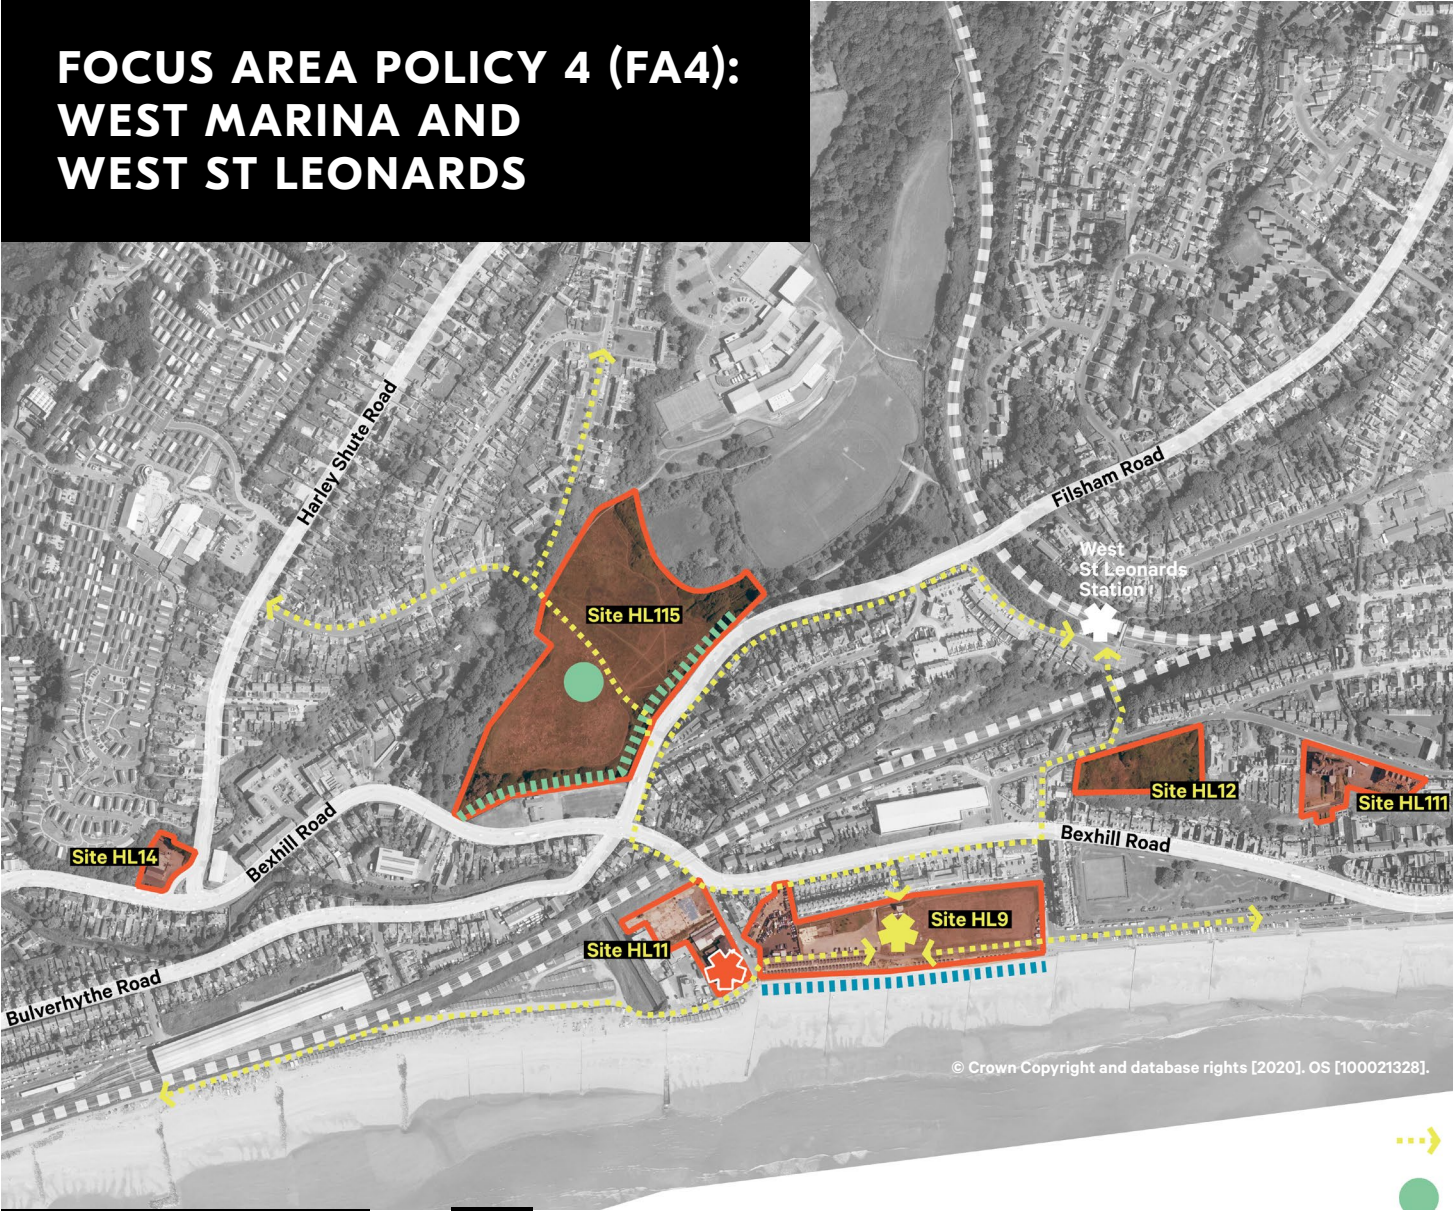 FOCUS AREA POLICY 4 (FA4):
WEST MARINA AND
WEST ST LEONARDS
Harley Shute Road
Filsham Road
West
St Leonards
Station
Site HL115
Site HL12
Site HL111
Bexhill Road
Bexhill Road
Site HL14
Site HL9
Site HL11
Bulverhythe Road
© Crown Copyright and database rights [2020]. OS [100021328].